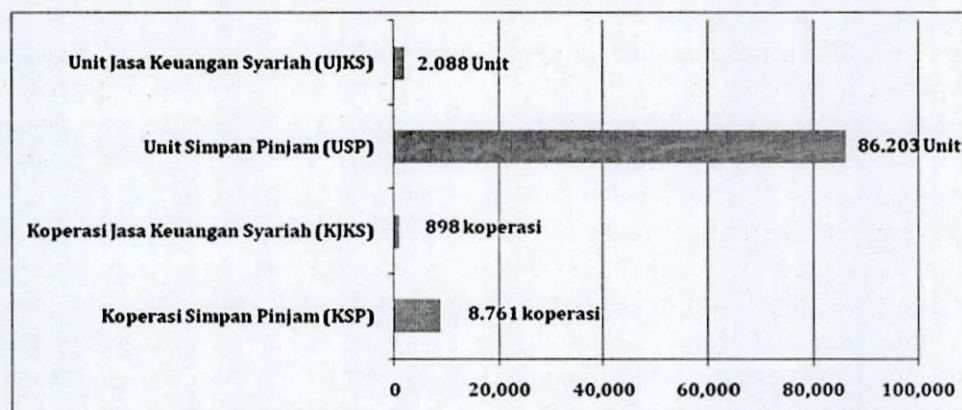 Unit Jasa Keuangan Syariah (UJKS)
2.088 Unit
Unit Simpan Pinjam (USP)
86.203 Unit
Koperasi Jasa Keuangan Syariah (KJKS)
898 koperasi
Koperasi Simpan Pinjam (KSP)
8.761 koperasi
0 20,000 40,000 60,000 80,000 100,000